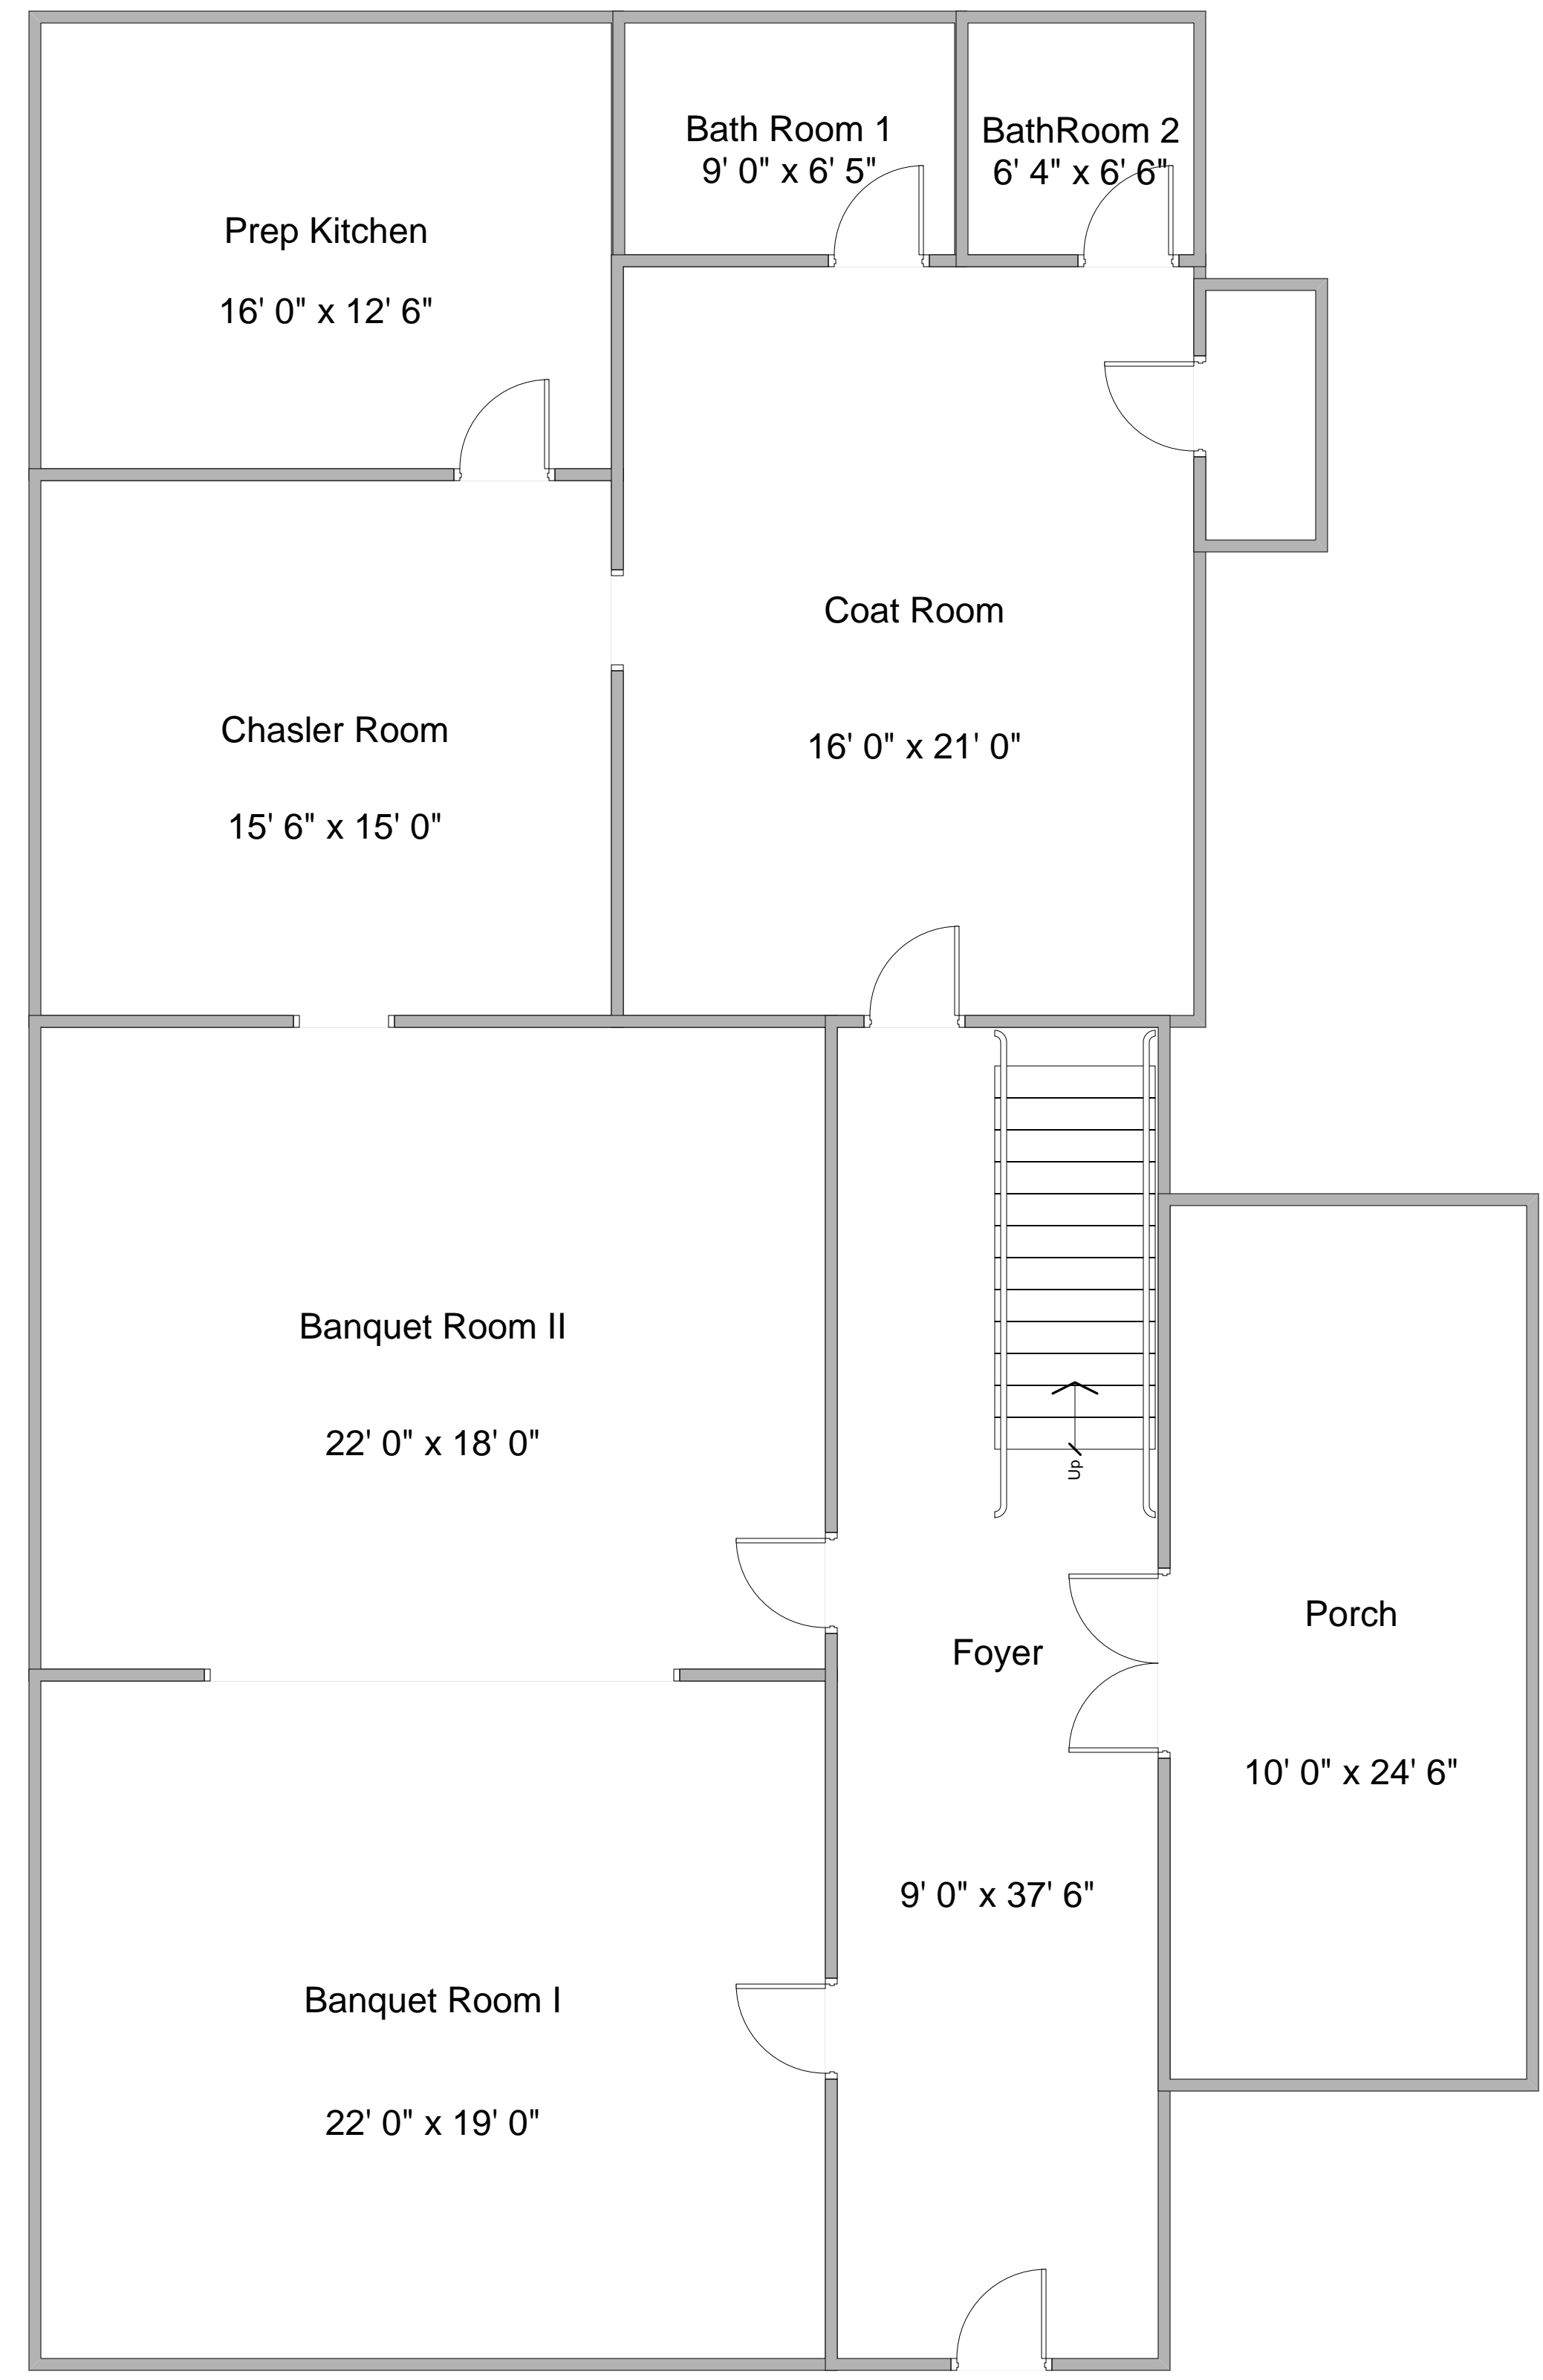 Bath Room 1
9' 0" x 6' 5"
BathRoom 2
6' 4" x 6' 6"
Prep Kitchen
16' 0" x 12' 6"
Coat Room
16' 0" x 21' 0"
Chasler Room
15' 6" x 15' 0"
Banquet Room II
22' 0" x 18' 0"
Up
Foyer
9' 0" x 37' 6"
Porch
10' 0" x 24' 6"
Banquet Room I
22' 0" x 19' 0"